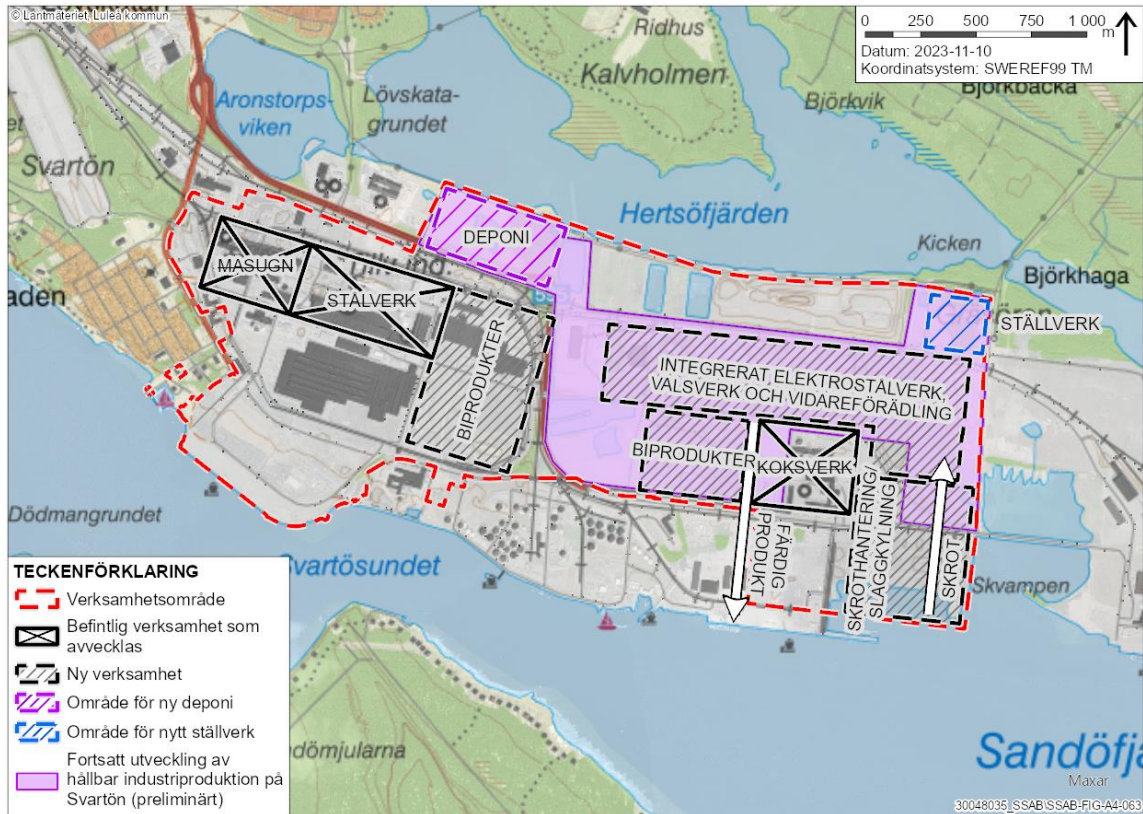 © Lantmäteriet, Luleå kommun
Ridhus
0 250 500 1 000
m
Datum: 2023-11-10
Koordinatsystem: SWEREF99 TM
Kalvholmen
Björkbacka
Björkvik
Aronstorps-
viken
Lövskata-
grundet
Svartön
Hertsöfjärden
Kicken
Björkhaga
DEPONI
MASUGN
STÅLVERK
STÄLLVERK
aden
BIPRODUKTER
INTEGRERAT ELEKTROSTÅLVERK,
VALSVERK OCH VIDAREFÖRÄDLING
BIPRODUKTER
KOKSVERK
FÄRDIG
PRODUKT
SKROTHANTERING/
SLAGGKYLNING
SKROT
Dödmangrundet
Svartösundet
Skvampen
TECKENFÖRKLARING
Verksamhetsområde
Befintlig verksamhet som
avvecklas
Ny verksamhet
Område för ny deponi
Område för nytt ställverk
Fortsatt utveckling av
hållbar industriproduktion på
Svartön (preliminärt)
ndömjularna
Sandöfjä
Maxar
30048035_SSAB\SSAB-FIG-A4-063